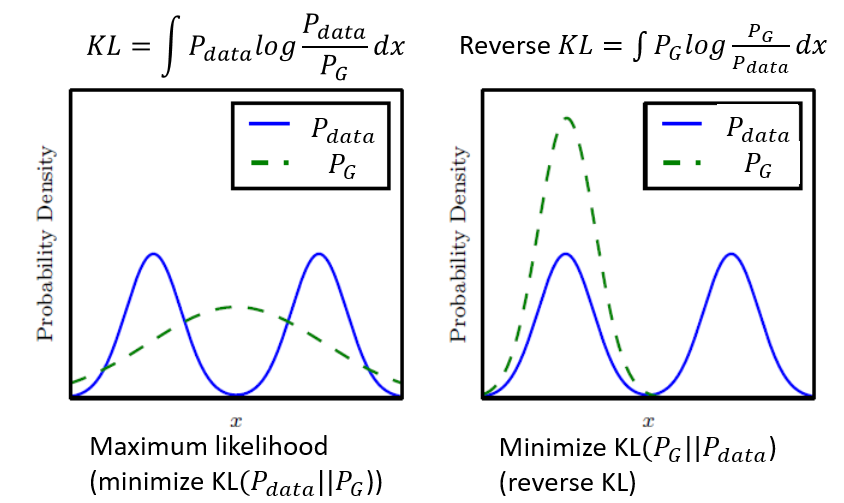 KL = ∫ P_data log P_data/P_G dx
Reverse KL = ∫ P_G log P_G/P_data dx
P_data
P_G
Probability Density
x
P_data
P_G
Probability Density
x
Maximum likelihood
(minimize KL(P_data||P_G))
Minimize KL(P_G||P_data)
(reverse KL)